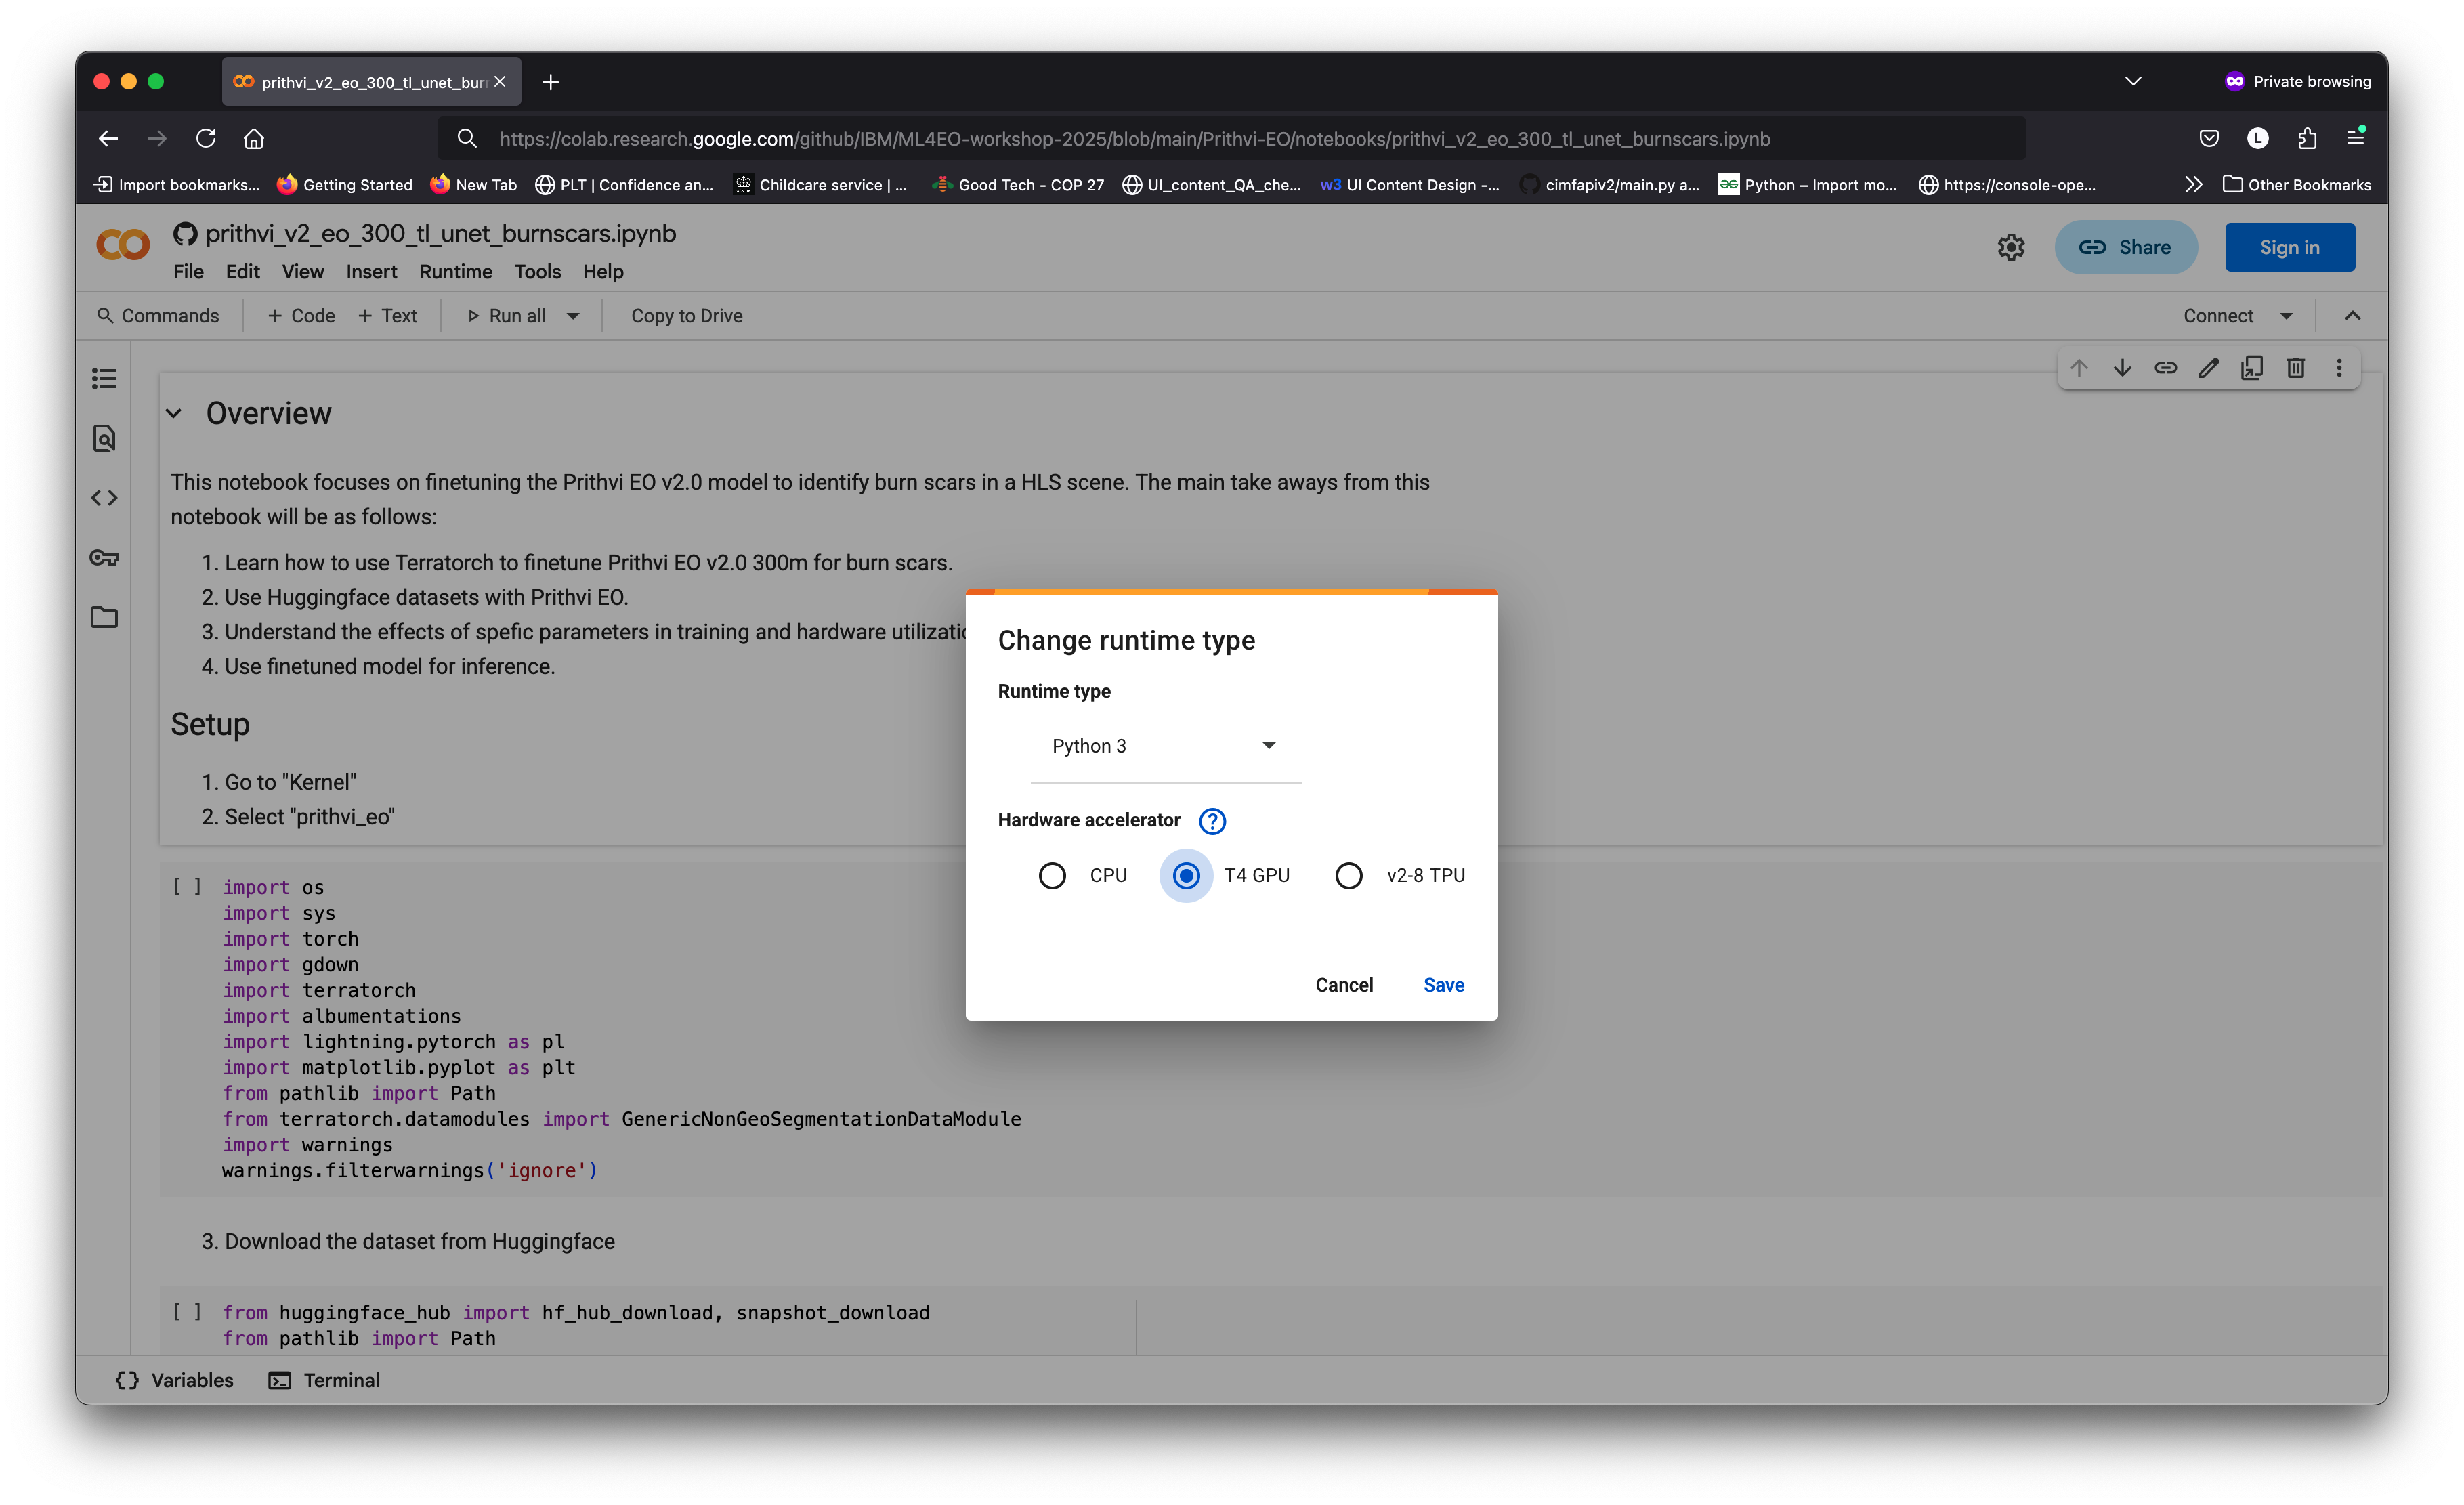 prithvi_v2_eo_300_tl_unet_bur
Private browsing
https://colab.research.google.com/github/IBM/ML4EO-workshop-2025/blob/main/Prithvi-EO/notebooks/prithvi_v2_eo_300_tl_unet_burnscars.ipynb
L
Import bookmarks... Getting Started New Tab PLT | Confidence an... Childcare service | ... Good Tech - COP 27 UI_content_QA_che... w3 UI Content Design -... cimfapiv2/main.py a... Python – Import mo... https://console-ope... Other Bookmarks
prithvi_v2_eo_300_tl_unet_burnscars.ipynb
File Edit View Insert Runtime Tools Help
Share
Sign in
Commands + Code + Text Run all Copy to Drive
Connect
Overview
This notebook focuses on finetuning the Prithvi EO v2.0 model to identify burn scars in a HLS scene. The main take aways from this
notebook will be as follows:
1. Learn how to use Terratorch to finetune Prithvi EO v2.0 300m for burn scars.
2. Use Huggingface datasets with Prithvi EO.
3. Understand the effects of spefic parameters in training and hardware utilizatio
4. Use finetuned model for inference.
Setup
1. Go to "Kernel"
2. Select "prithvi_eo"
Change runtime type
Runtime type
Python 3
Hardware accelerator ?
CPU T4 GPU v2-8 TPU
Cancel Save
[ ] import os
import sys
import torch
import gdown
import terratorch
import albumentations
import lightning.pytorch as pl
import matplotlib.pyplot as plt
from pathlib import Path
from terratorch.datamodules import GenericNonGeoSegmentationDataModule
import warnings
warnings.filterwarnings('ignore')
3. Download the dataset from Huggingface
[ ] from huggingface_hub import hf_hub_download, snapshot_download
from pathlib import Path
{} Variables Terminal